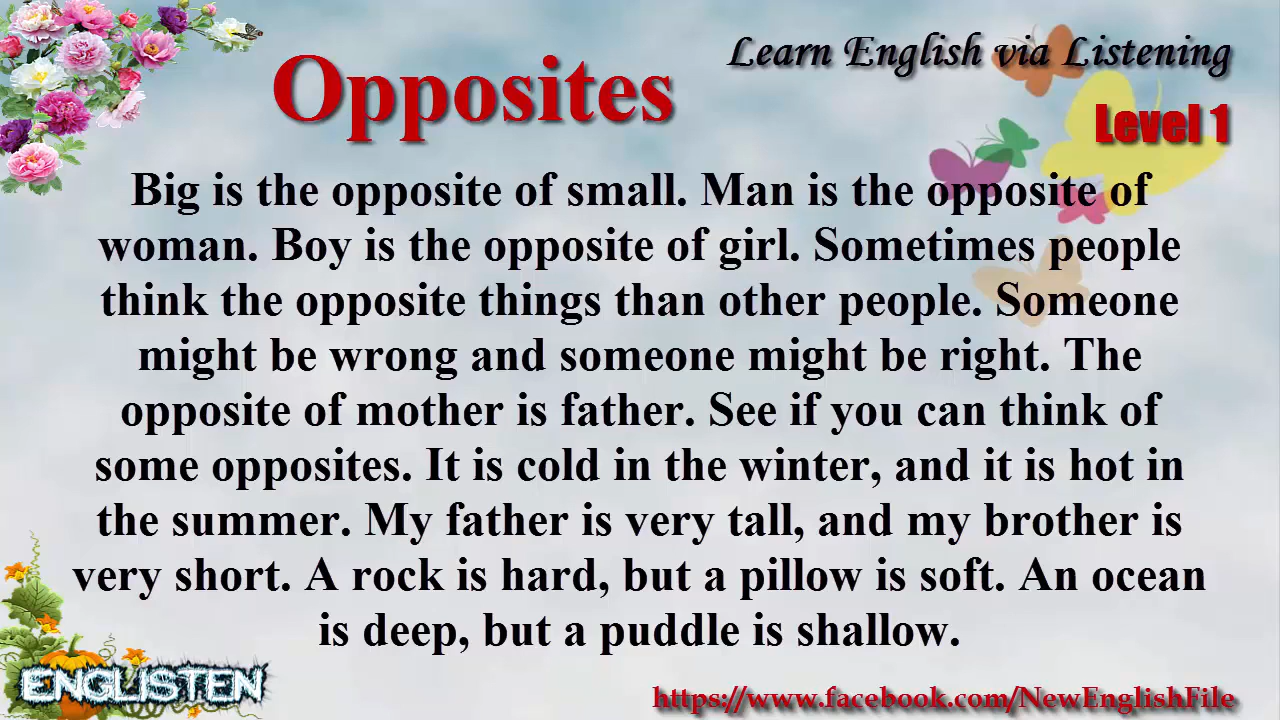 Learn English via Listening
Opposites
Level 1
Big is the opposite of small. Man is the opposite of
woman. Boy is the opposite of girl. Sometimes people
think the opposite things than other people. Someone
might be wrong and someone might be right. The
opposite of mother is father. See if you can think of
some opposites. It is cold in the winter, and it is hot in
the summer. My father is very tall, and my brother is
very short. A rock is hard, but a pillow is soft. An ocean
is deep, but a puddle is shallow.
ENGLISTEN
https://www.facebook.com/NewEnglishFile